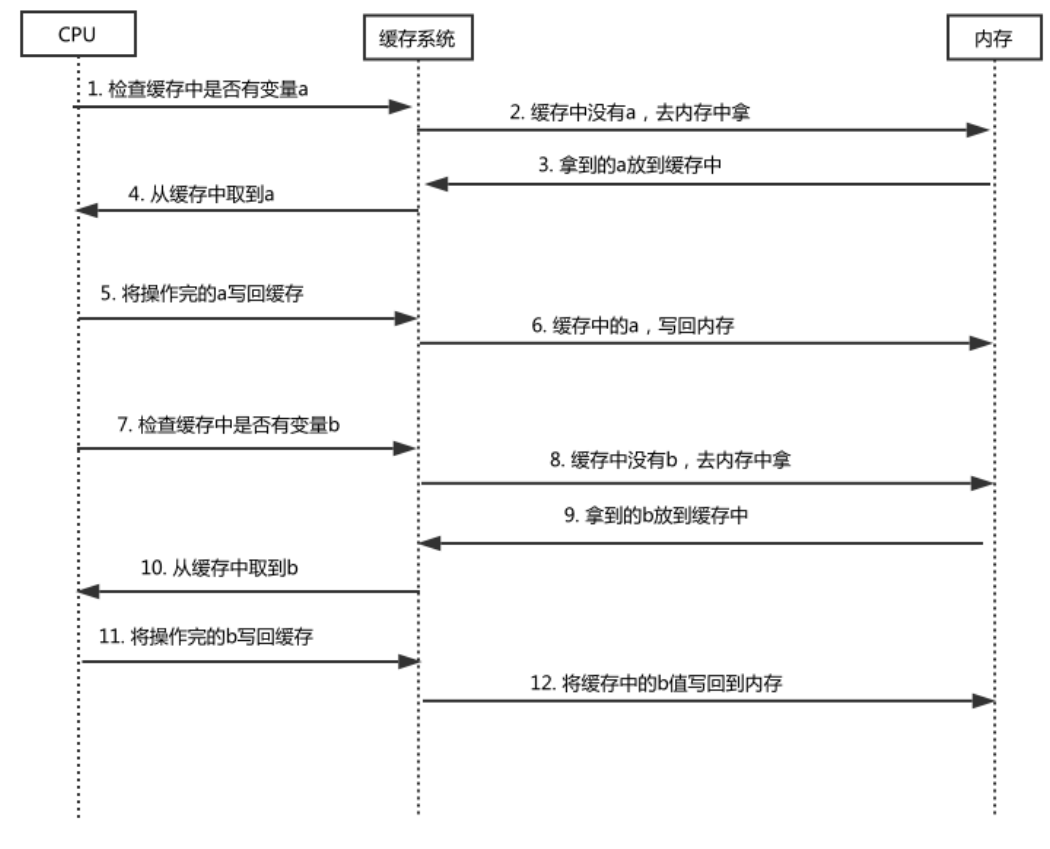 CPU
缓存系统
内存
1. 检查缓存中是否有变量a
2. 缓存中没有a，去内存中拿
3. 拿到的a放到缓存中
4. 从缓存中取到a
5. 将操作完的a写回缓存
6. 缓存中的a，写回内存
7. 检查缓存中是否有变量b
8. 缓存中没有b，去内存中拿
9. 拿到的b放到缓存中
10. 从缓存中取到b
11. 将操作完的b写回缓存
12. 将缓存中的b值写回到内存